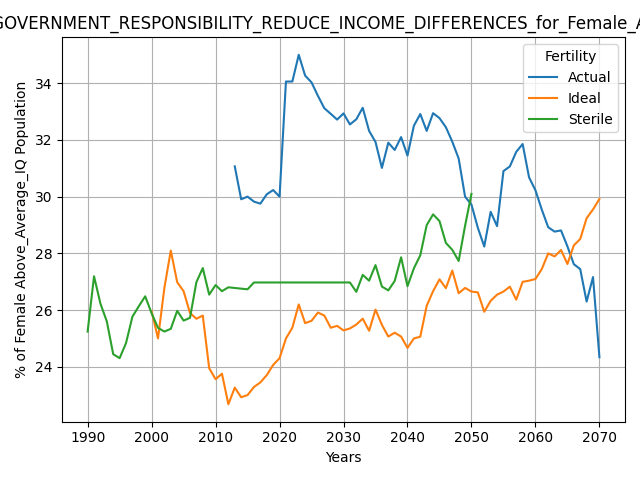 GOVERNMENT_RESPONSIBILITY_REDUCE_INCOME_DIFFERENCES_for_Female_A
% of Female Above_Average_IQ Population
34
32
30
28
26
24
Fertility
Actual
Ideal
Sterile
1990 2000 2010 2020 2030 2040 2050 2060 2070
Years